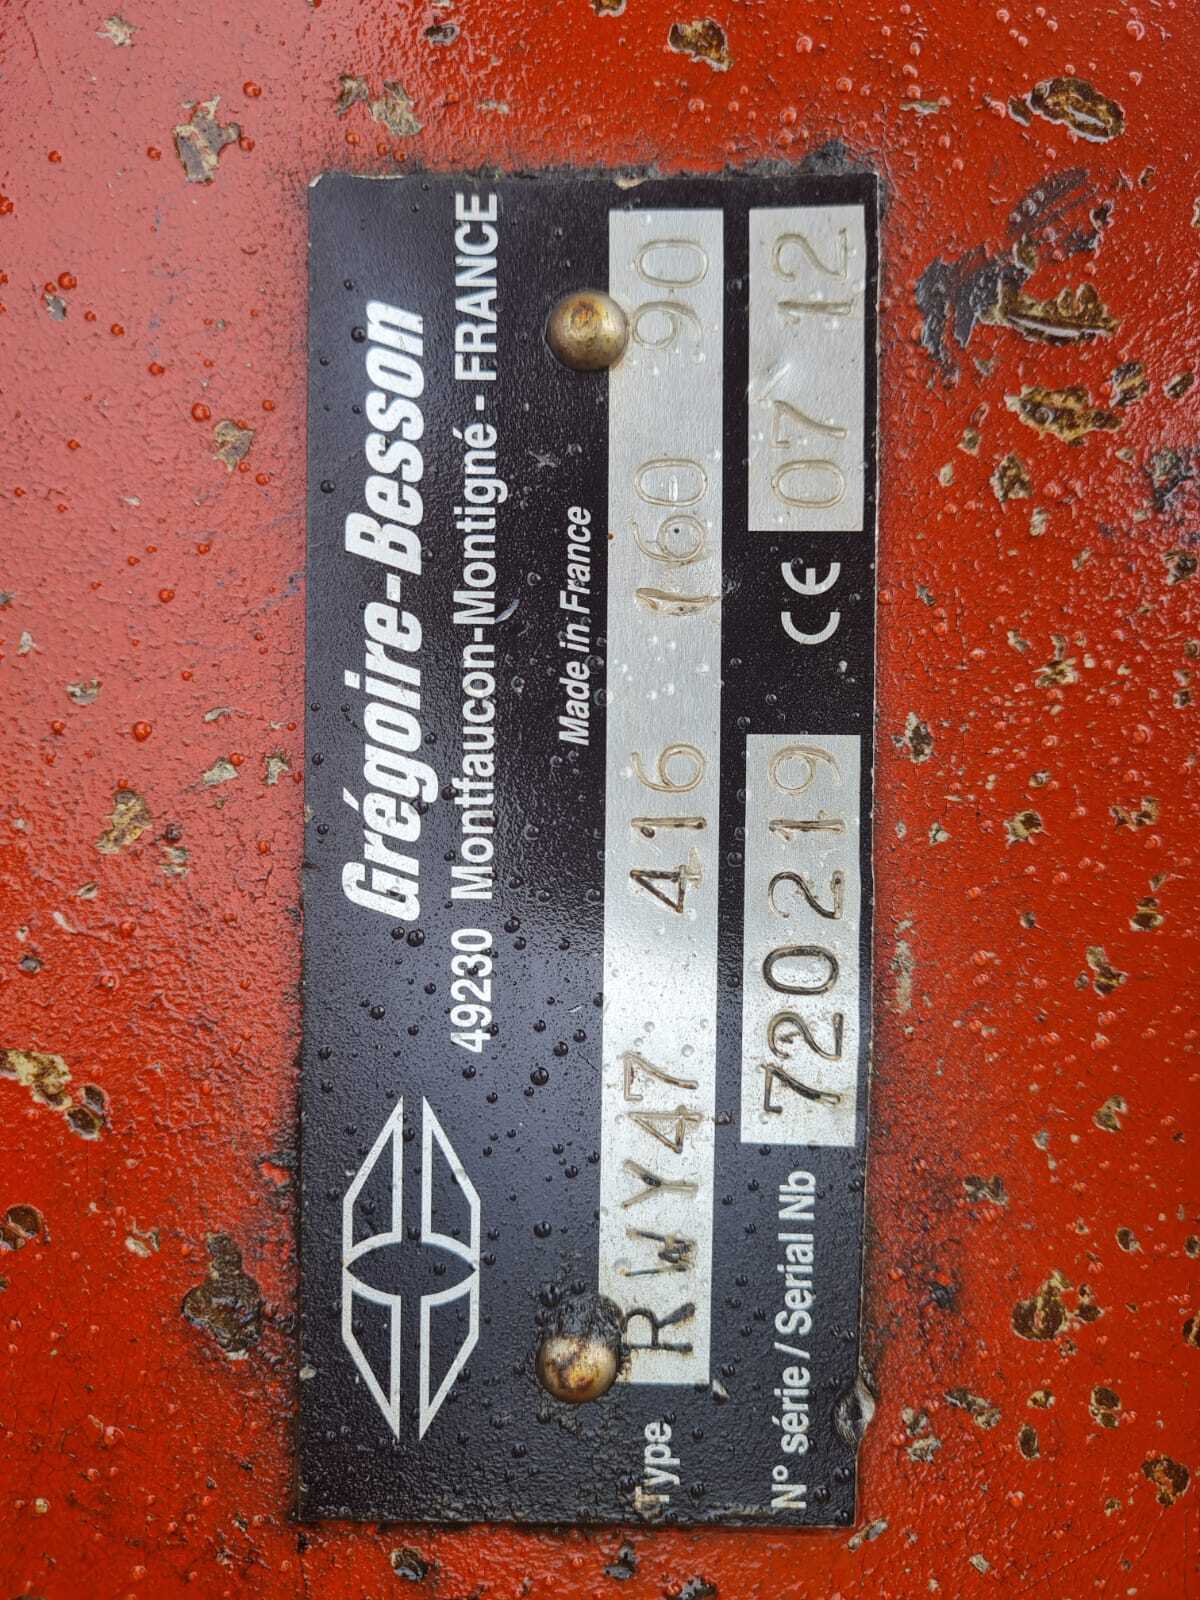 Grégoire-Besson
49230 Montfaucon-Montigné - FRANCE
Made in France
Type RWY47 416 160 90
N° série / Serial Nb 720219 CE 07 12